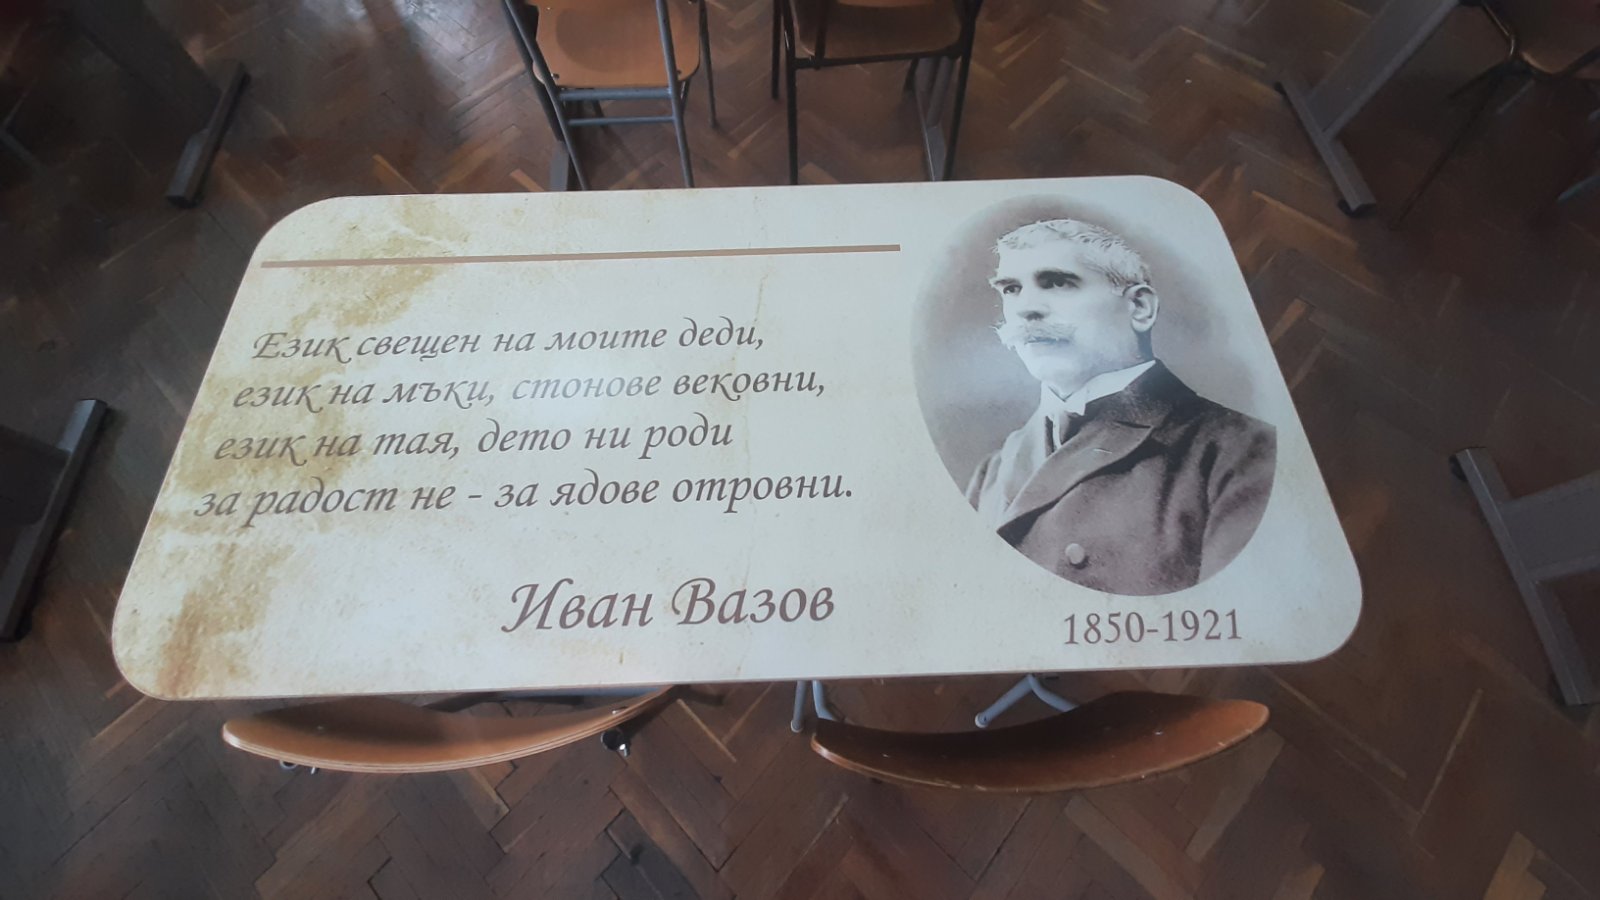 Език свещен на моите деди,
език на мъки, стонове вековни,
език на тая, дето ни роди
за радост не - за ядове отровни.
Иван Вазов
1850-1921